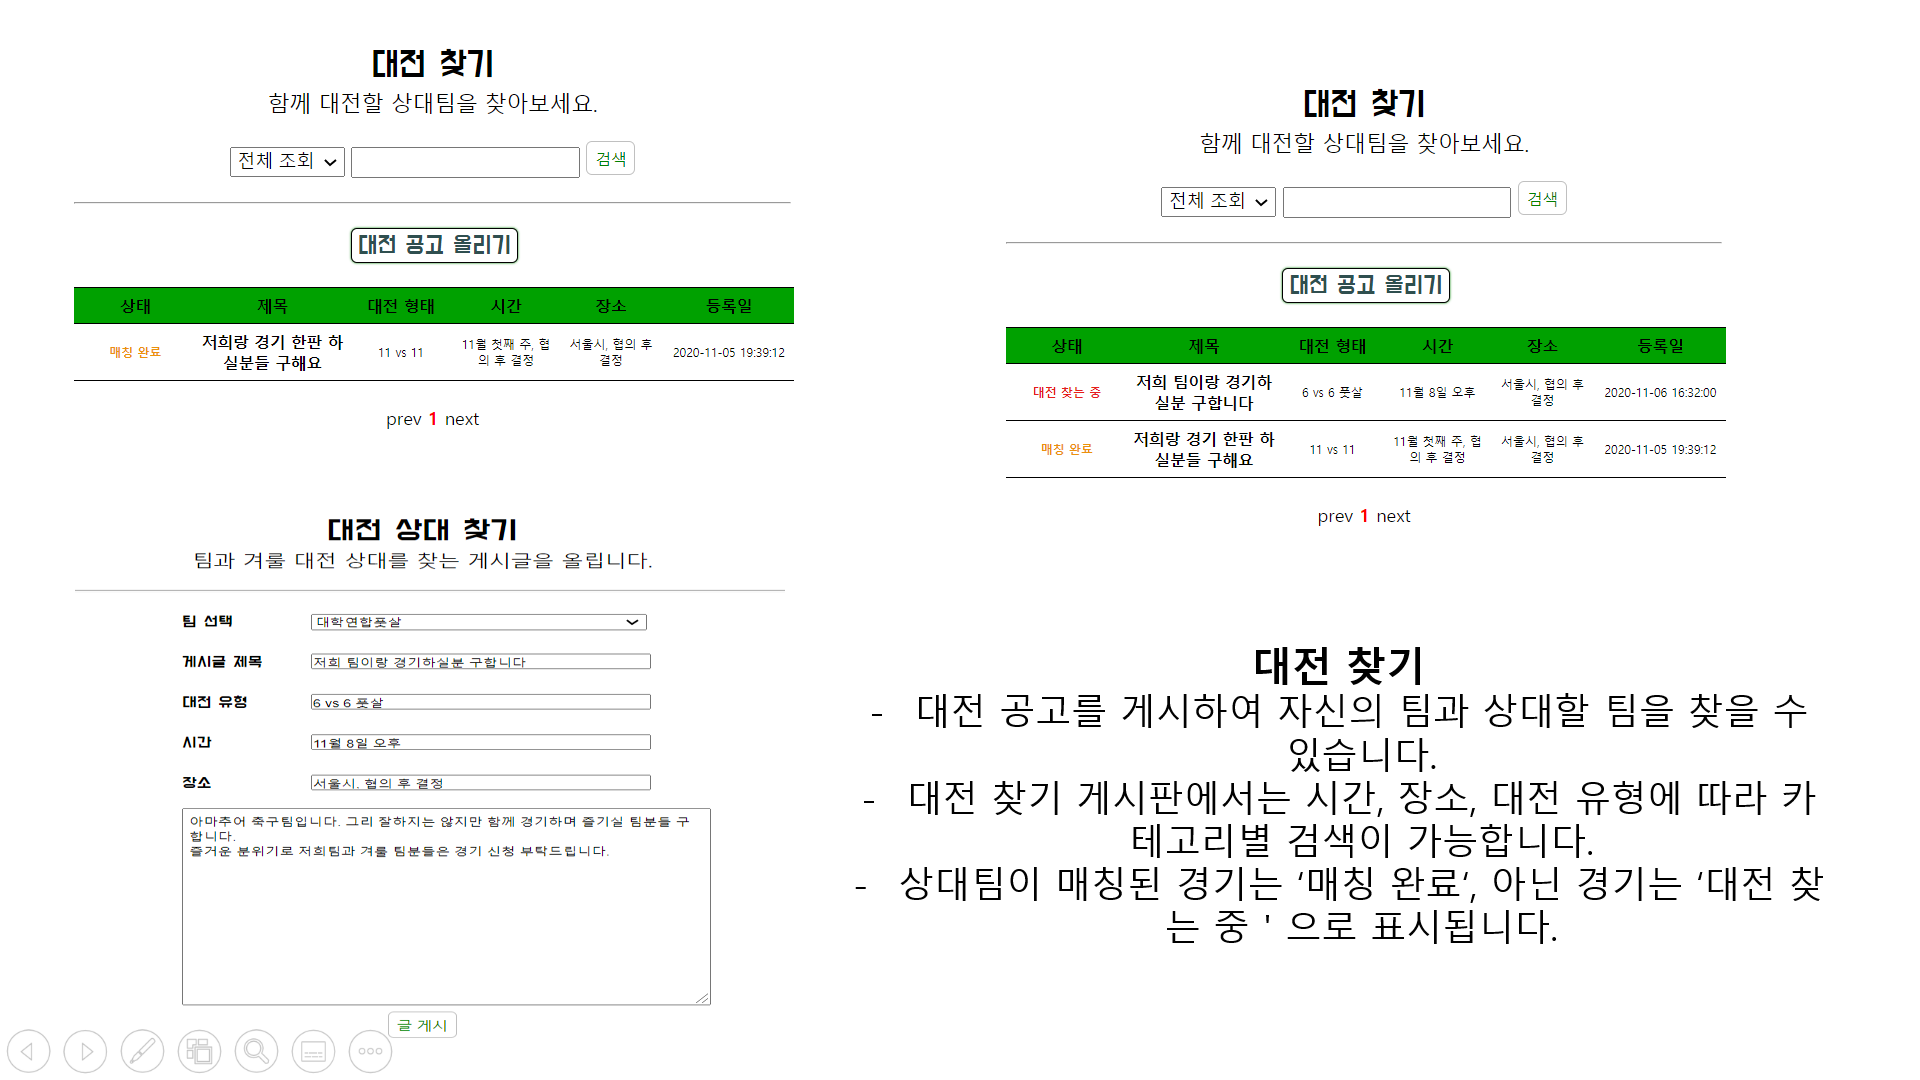 대전 찾기
함께 대전할 상대팀을 찾아보세요.
전체 조회 검색
대전 공고 올리기
상태 제목 대전 형태 시간 장소 등록일
매칭 완료 저희랑 경기 한판 하실분들 구해요 11 vs 11 11월 첫째 주, 협의 후 결정 서울시, 협의 후 결정 2020-11-05 19:39:12
prev 1 next
대전 상대 찾기
팀과 겨룰 대전 상대를 찾는 게시글을 올립니다.
팀 선택 대학연합풋살
게시글 제목 저희 팀이랑 경기하실분 구합니다
대전 유형 6 vs 6 풋살
시간 11월 8일 오후
장소 서울시, 협의 후 결정
아마추어 축구팀입니다. 그리 잘하지는 않지만 함께 경기하며 즐기실 팀분들 구
합니다.
즐거운 분위기로 저희팀과 겨룰 팀분들은 경기 신청 부탁드립니다.
글 게시
대전 찾기
함께 대전할 상대팀을 찾아보세요.
전체 조회 검색
대전 공고 올리기
상태 제목 대전 형태 시간 장소 등록일
대전 찾는 중 저희 팀이랑 경기하실분 구합니다 6 vs 6 풋살 11월 8일 오후 서울시, 협의 후 결정 2020-11-06 16:32:00
매칭 완료 저희랑 경기 한판 하실분들 구해요 11 vs 11 11월 첫째 주, 협의 후 결정 서울시, 협의 후 결정 2020-11-05 19:39:12
prev 1 next
대전 찾기
- 대전 공고를 게시하여 자신의 팀과 상대할 팀을 찾을 수
있습니다.
- 대전 찾기 게시판에서는 시간, 장소, 대전 유형에 따라 카
테고리별 검색이 가능합니다.
- 상대팀이 매칭된 경기는 ‘매칭 완료‘, 아닌 경기는 ‘대전 찾
는 중 ' 으로 표시됩니다.